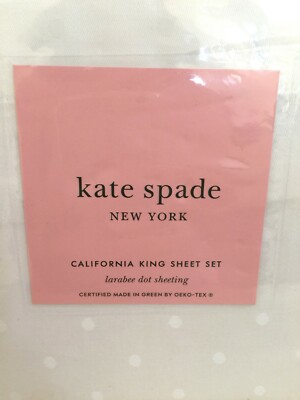 kate spade
NEW YORK
CALIFORNIA KING SHEET SET
larabee dot sheeting
CERTIFIED MADE IN GREEN BY OEKO-TEX ®